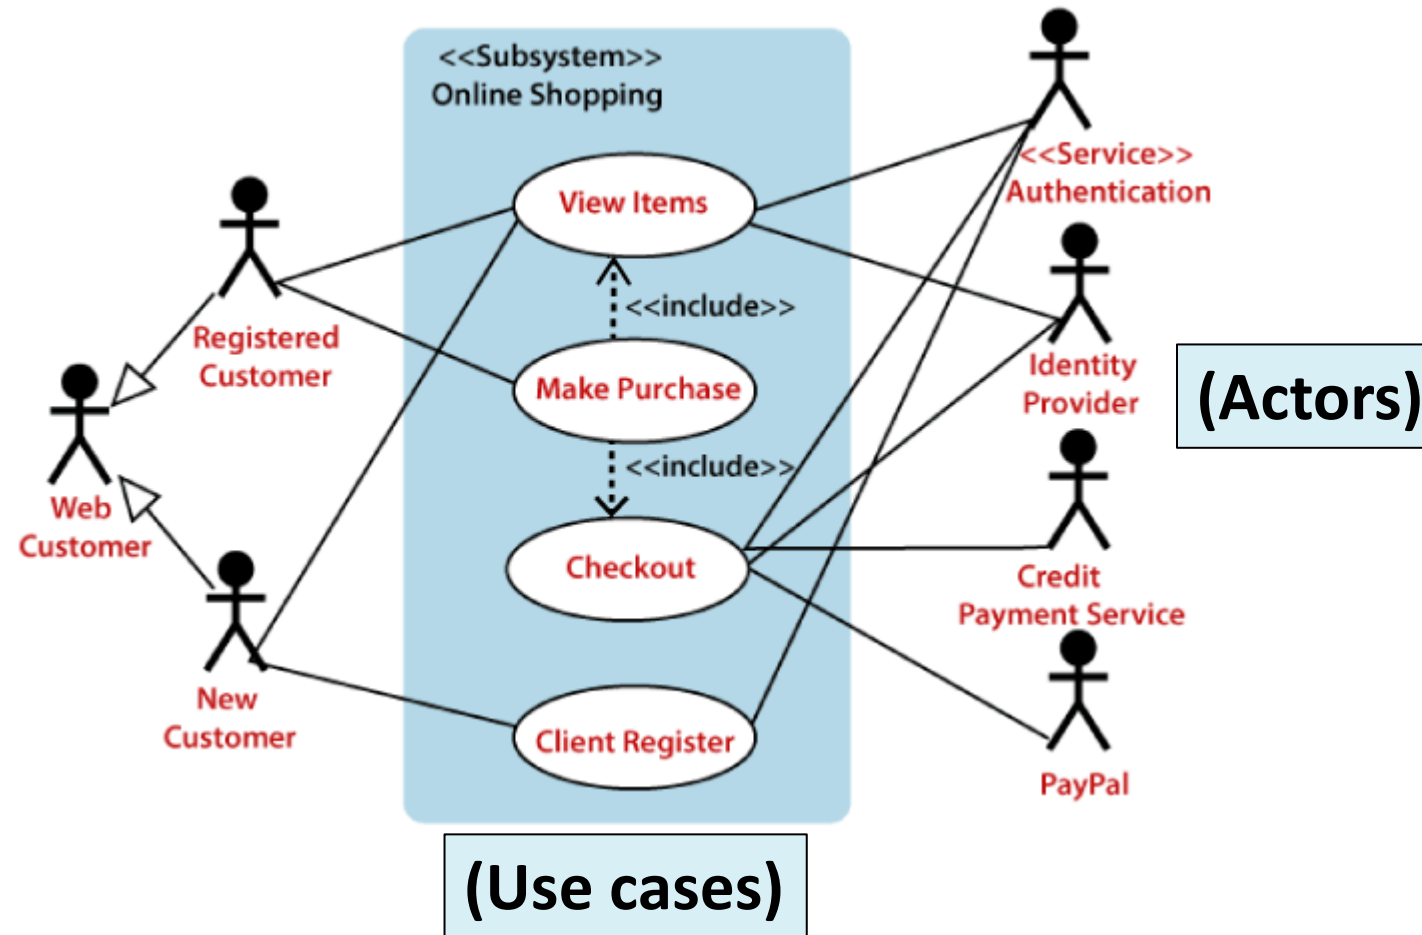 <<Subsystem>>
Online Shopping
View Items
<<include>>
Make Purchase
<<include>>
Checkout
Client Register
Registered
Customer
Web
Customer
New
Customer
<<Service>>
Authentication
Identity
Provider
Credit
Payment Service
PayPal
(Actors)
(Use cases)